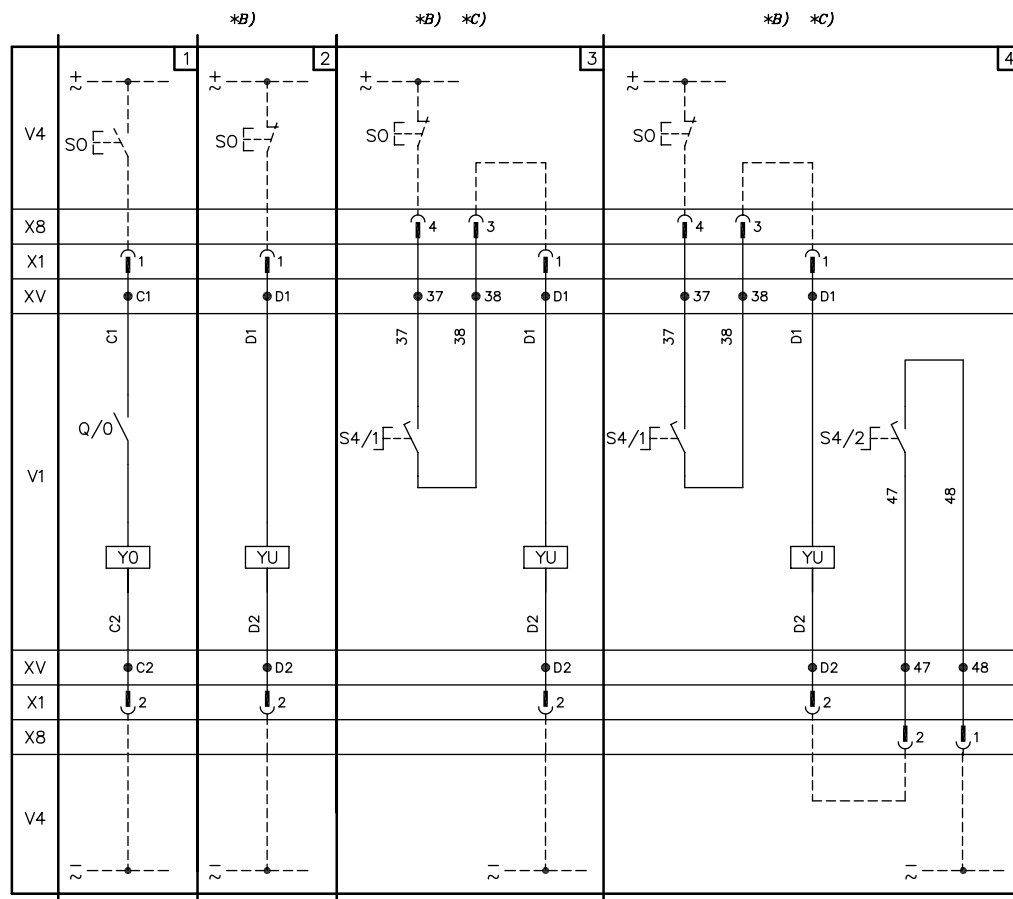 *B) *B) *C) *B) *C)
1 2 3 4
+ ~ + ~ + ~ + ~
V4 SO SO SO SO
X8 4 3 4 3
X1 1 1 1 1
XV C1 D1 37 38 D1 37 38 D1
C1 D1 37 38 D1 37 38 D1
Q/0 S4/1 S4/1 S4/2
V1 47 48
YO YU YU YU
C2 D2 D2 D2
XV C2 D2 D2 D2 47 48
X1 2 2 2 2
X8 2 1
V4
− ~ − ~ − ~ − ~